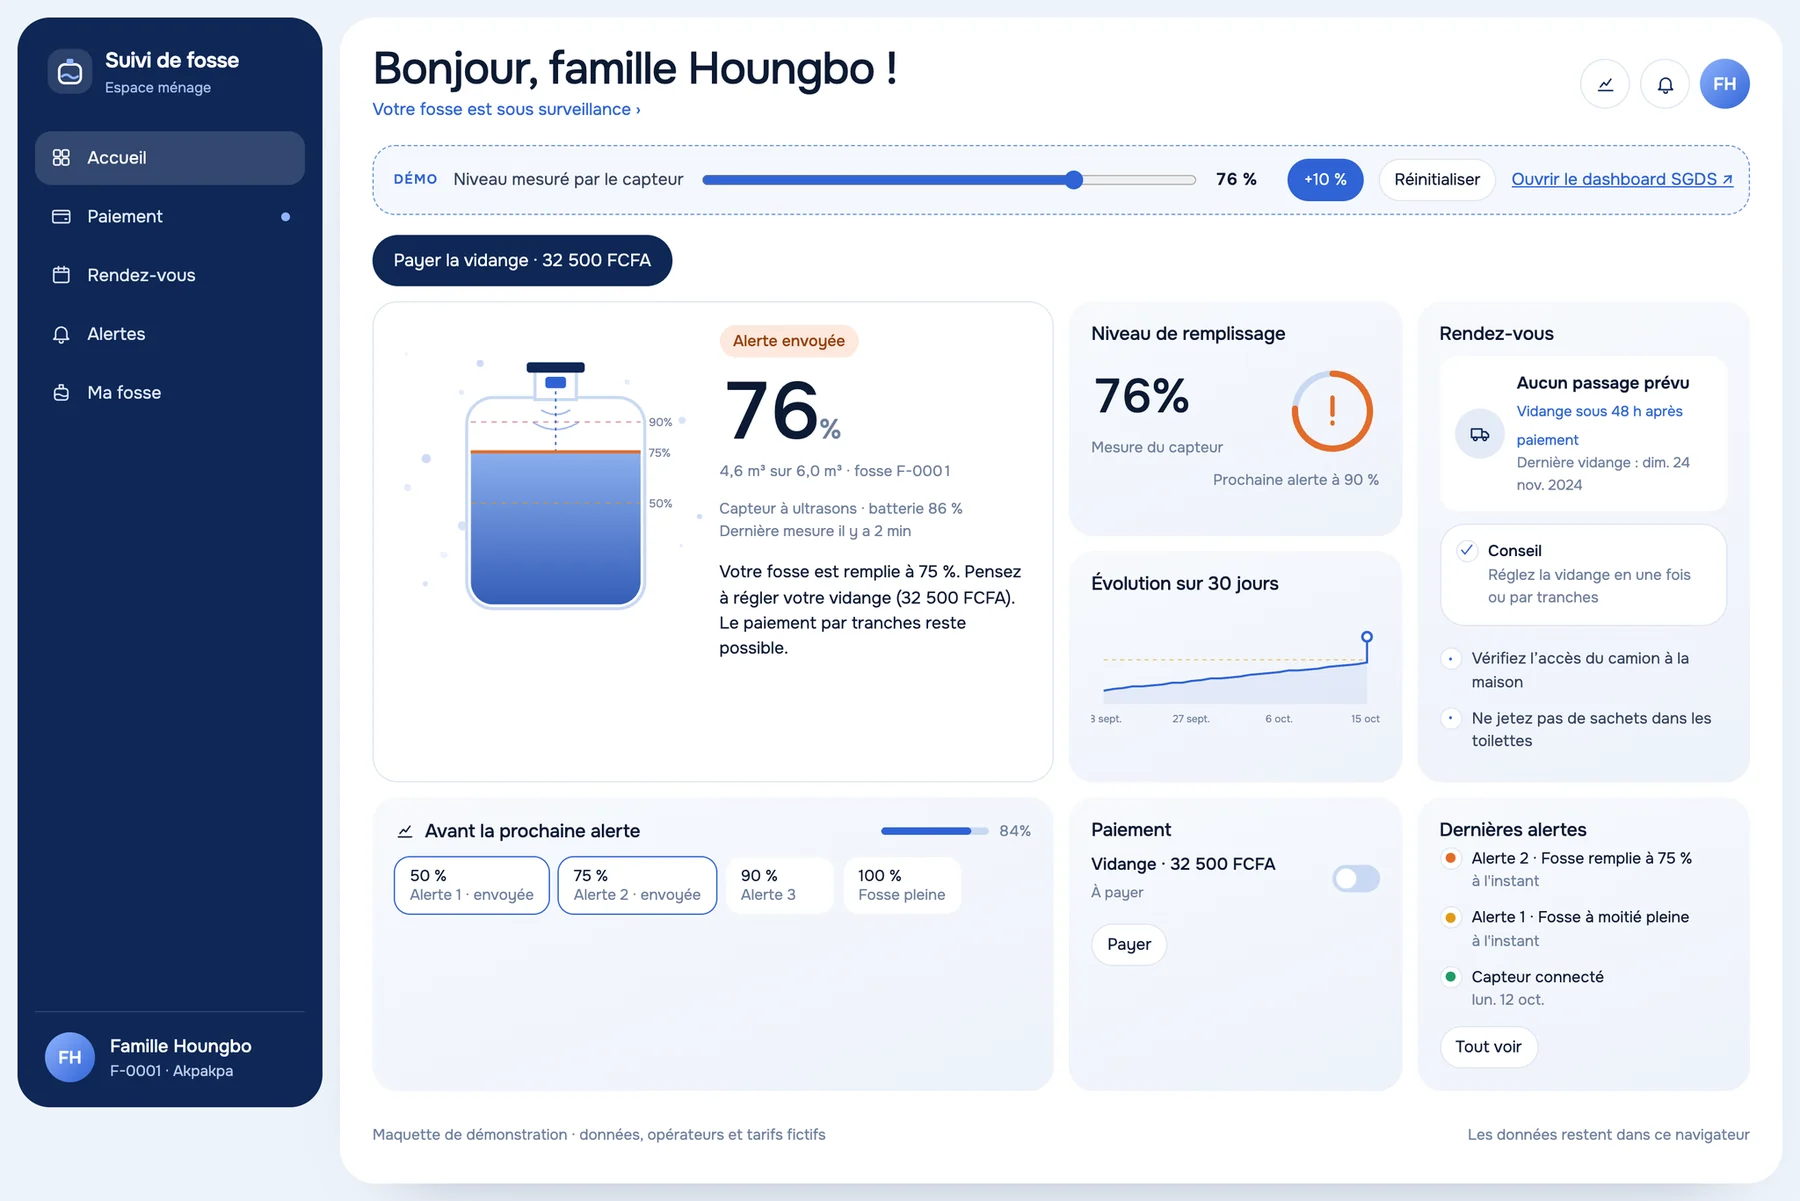 Suivi de fosse
Espace ménage
Accueil
Paiement
Rendez-vous
Alertes
Ma fosse
FH
Famille Houngbo
F-0001 · Akpakpa
Bonjour, famille Houngbo !
Votre fosse est sous surveillance ›
FH
DÉMO
Niveau mesuré par le capteur
76 %
+10 %
Réinitialiser
Ouvrir le dashboard SGDS ↗
Payer la vidange · 32 500 FCFA
90%
75%
50%
Alerte envoyée
76%
4,6 m³ sur 6,0 m³ · fosse F-0001
Capteur à ultrasons · batterie 86 %
Dernière mesure il y a 2 min
Votre fosse est remplie à 75 %. Pensez
à régler votre vidange (32 500 FCFA).
Le paiement par tranches reste
possible.
Niveau de remplissage
76%
!
Mesure du capteur
Prochaine alerte à 90 %
Évolution sur 30 jours
sept.
27 sept.
6 oct.
15 oct
Rendez-vous
Aucun passage prévu
Vidange sous 48 h après
paiement
Dernière vidange : dim. 24
nov. 2024
Conseil
Réglez la vidange en une fois
ou par tranches
Vérifiez l’accès du camion à la
maison
Ne jetez pas de sachets dans les
toilettes
Avant la prochaine alerte
84%
50 %
Alerte 1 · envoyée
75 %
Alerte 2 · envoyée
90 %
Alerte 3
100 %
Fosse pleine
Paiement
Vidange · 32 500 FCFA
À payer
Payer
Dernières alertes
Alerte 2 · Fosse remplie à 75 %
à l'instant
Alerte 1 · Fosse à moitié pleine
à l'instant
Capteur connecté
lun. 12 oct.
Tout voir
Maquette de démonstration · données, opérateurs et tarifs fictifs
Les données restent dans ce navigateur